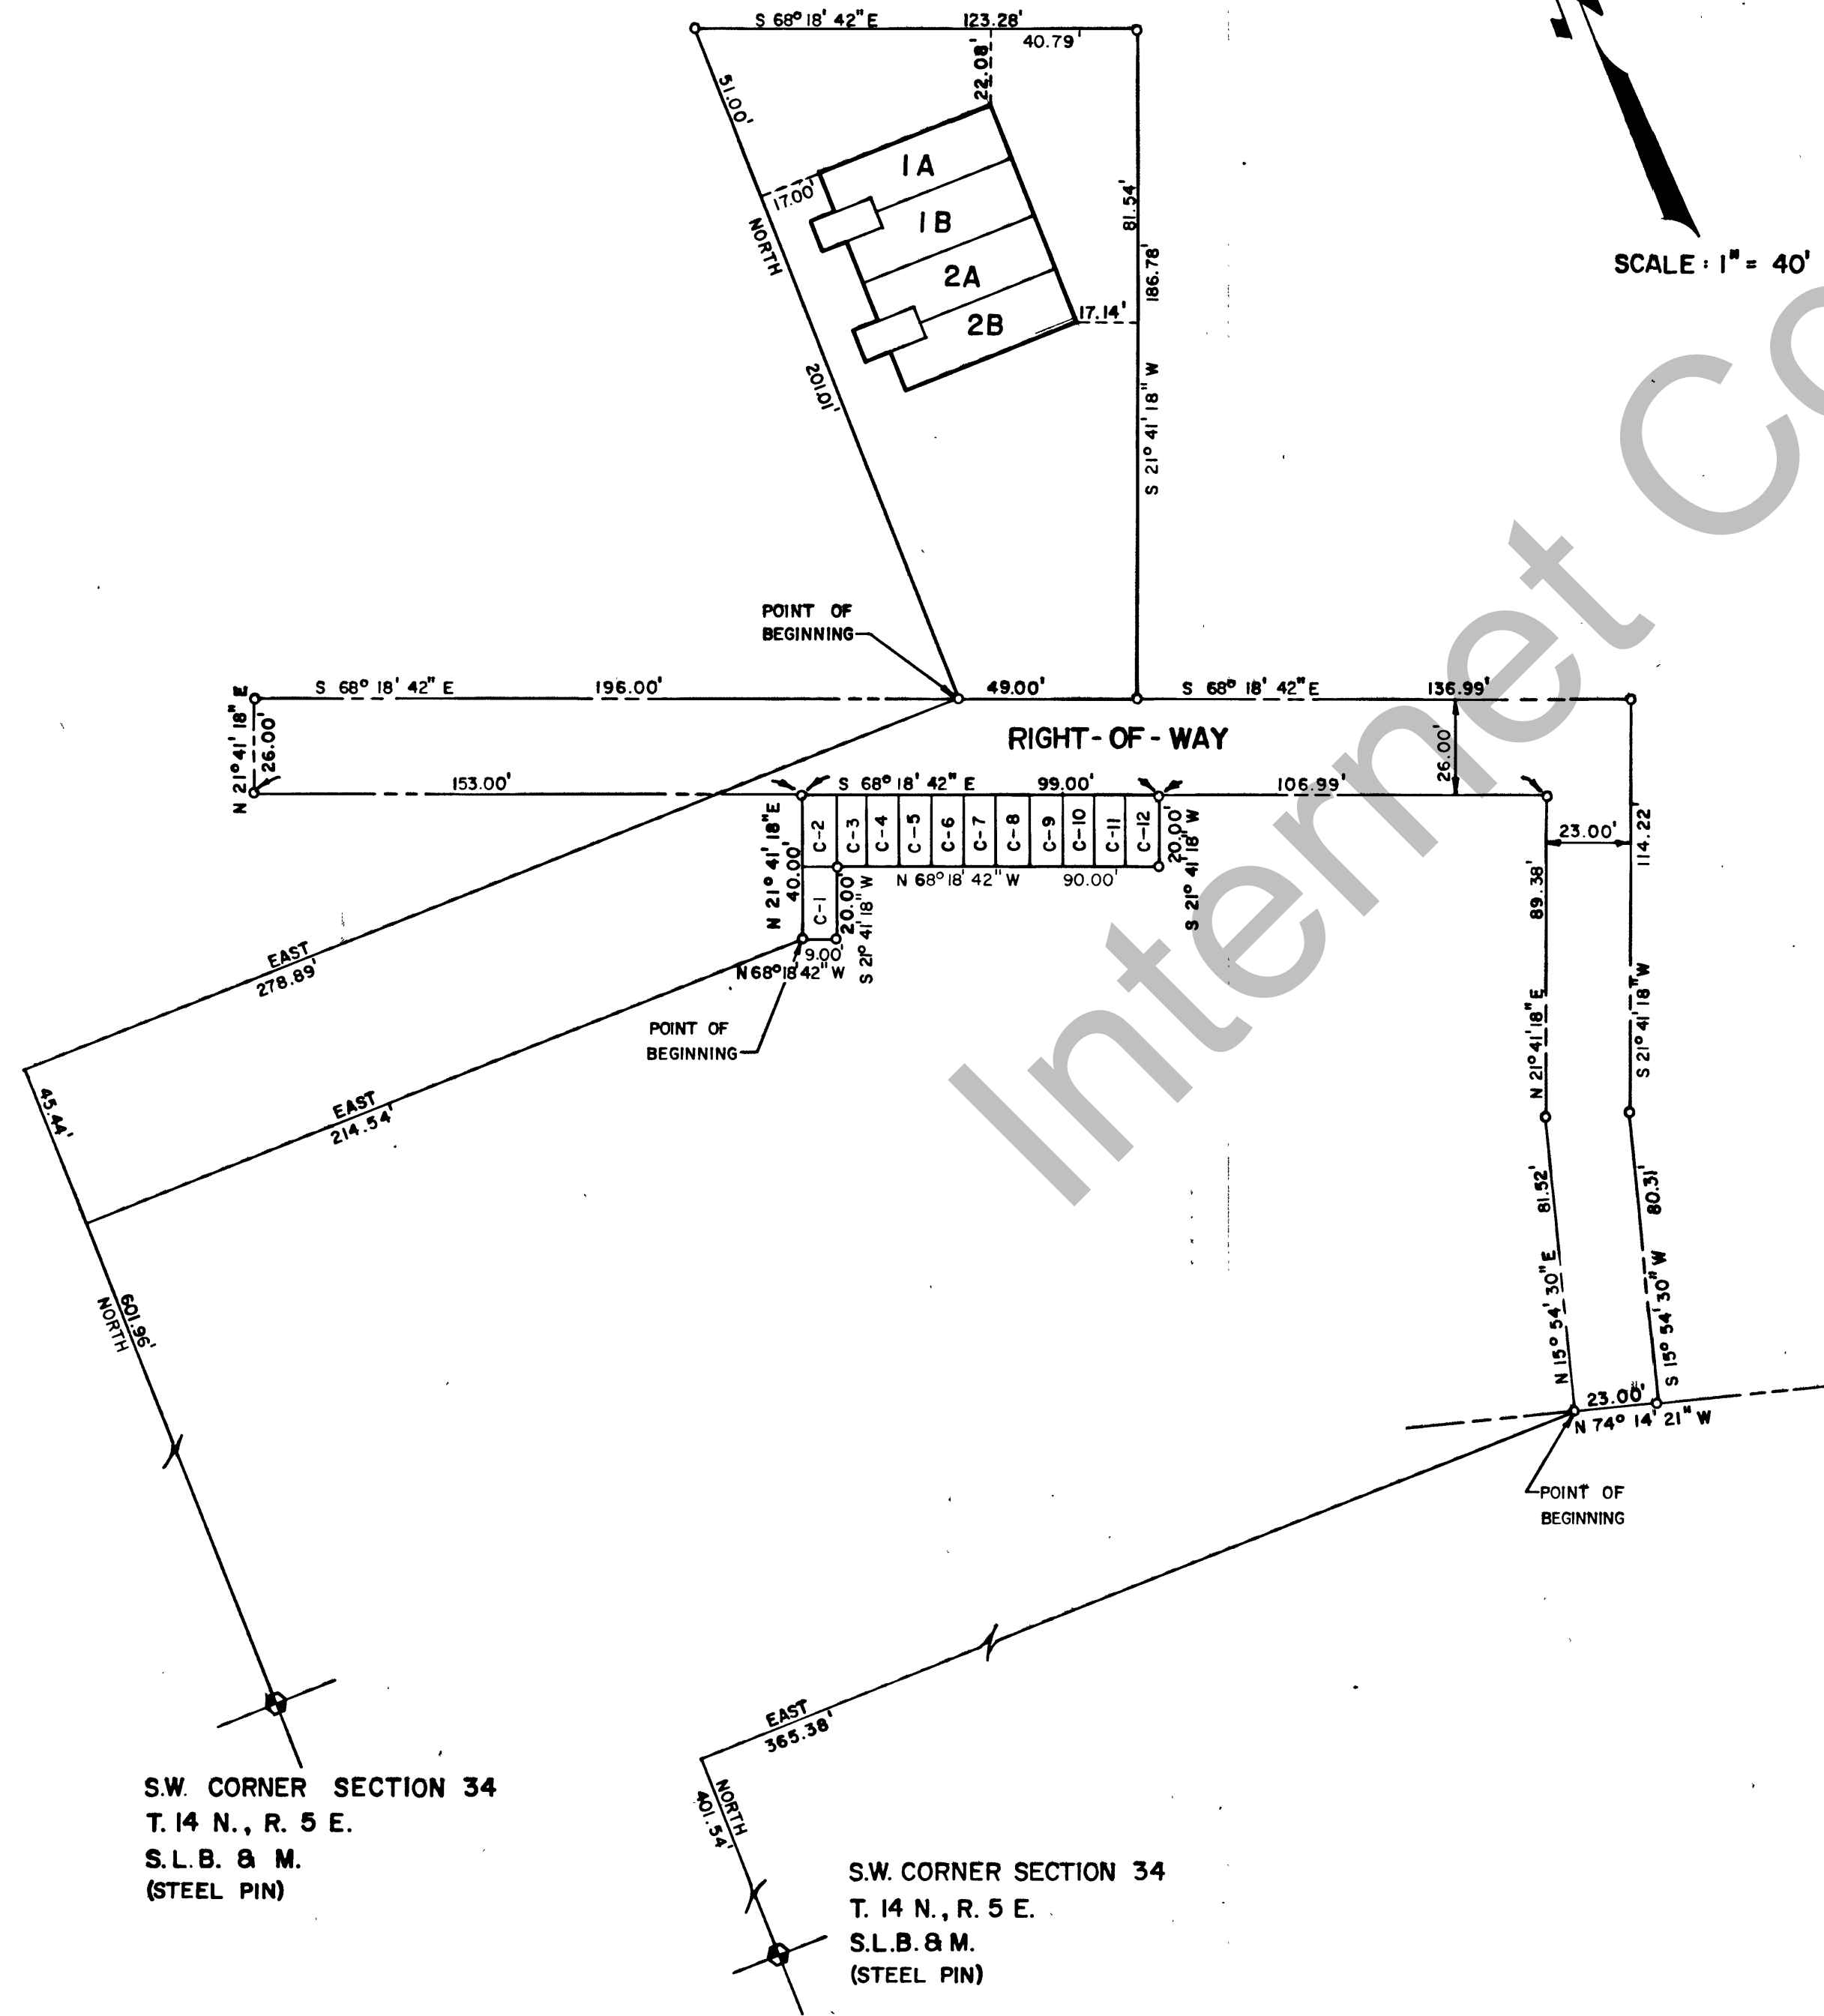 S 68° 18' 42" E 123.28'
40.79'
22.08'
51.00'
1A
17.00'
1B
NORTH
2A
2B
17.14'
81.54'
186.78'
S 21° 41' 18" W
201.01'
SCALE: 1" = 40'
POINT OF
BEGINNING
S 68° 18' 42" E 196.00'
49.00'
S 68° 18' 42" E 136.99'
N 21° 41' 18" E
26.00'
RIGHT-OF-WAY
26.00'
153.00'
S 68° 18' 42" E 99.00'
106.99'
N 21° 41' 18" E
40.00'
C-2
C-3
C-4
C-5
C-6
C-7
C-8
C-9
C-10
C-11
C-12
20.00'
S 21° 41' 18" W
23.00'
114.22'
N 68° 18' 42" W 90.00'
C-1
20.00'
S 21° 41' 18" W
9.00'
N 68° 18' 42" W
89.38'
N 21° 41' 18" E
S 21° 41' 18" W
EAST
278.89'
POINT OF
BEGINNING
45.44'
EAST
214.54'
81.52'
N 15° 54' 30" E
80.31'
S 15° 54' 30" W
601.96'
NORTH
23.00'
N 74° 14' 21" W
POINT OF
BEGINNING
EAST
365.38'
NORTH
401.54'
S.W. CORNER SECTION 34
T. 14 N., R. 5 E.
S.L.B. & M.
(STEEL PIN)
S.W. CORNER SECTION 34
T. 14 N., R. 5 E.
S.L.B. & M.
(STEEL PIN)
Internet Co